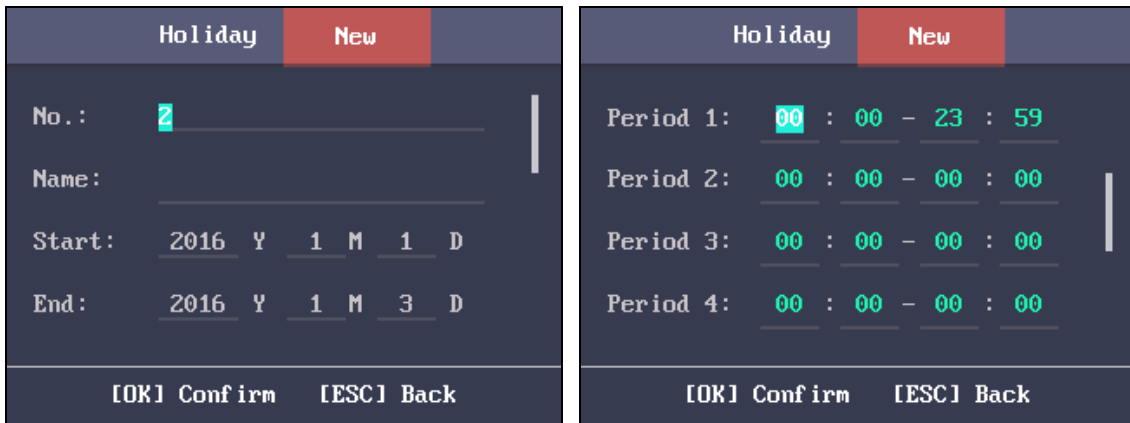 Holiday New
No.: 2
Name:
Start: 2016 Y 1 M 1 D
End: 2016 Y 1 M 3 D
[OK] Confirm [ESC] Back
Holiday New
Period 1: 00 : 00 - 23 : 59
Period 2: 00 : 00 - 00 : 00
Period 3: 00 : 00 - 00 : 00
Period 4: 00 : 00 - 00 : 00
[OK] Confirm [ESC] Back